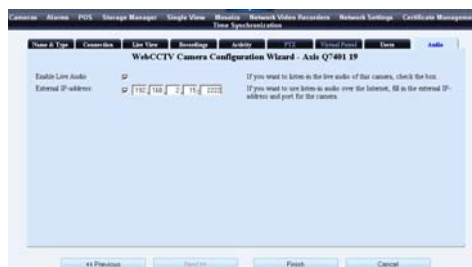 Cameras Alarms POS Storage Manager Single View Mosaics Network Video Recorders Network Settings Certificate Managemen
Time Synchronization
Name & Type Connection Live View Recordings Activity PTZ Virtual Patrol Users Audio
WebCCTV Camera Configuration Wizard - Axis Q7401 19
Enable Live Audio If you want to listen in the live audio of this camera, check the box.
External IP-address: 192. 168. 2. 15: 2222 If you want to use listen-in audio over the Internet, fill in the external IP-
address and port for the camera.
<< Previous Next >> Finish Cancel